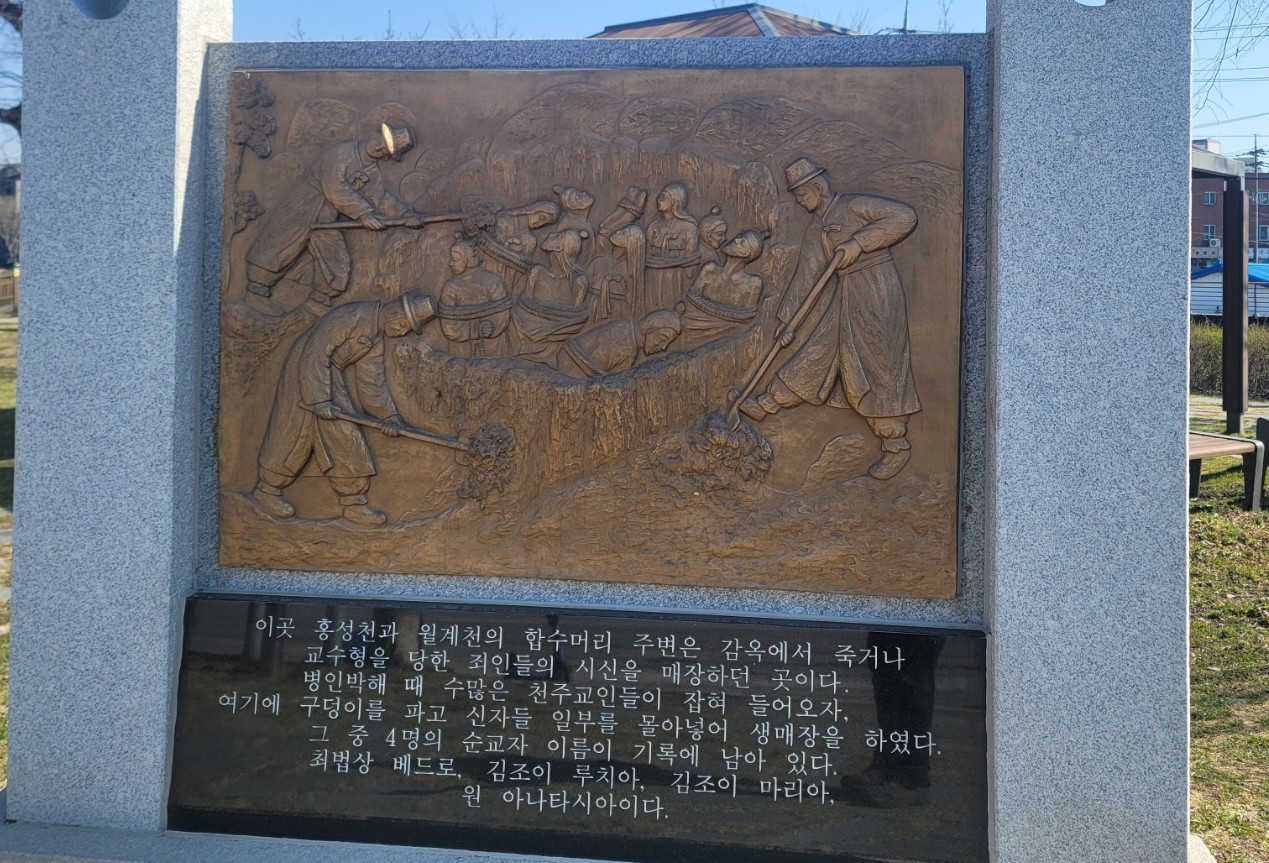 이곳 홍성천과 월계천의 합수머리 주변은 감옥에서 죽거나
교수형을 당한 죄인들의 시신을 매장하던 곳이다.
병인박해 때 수많은 천주교인들이 잡혀 들어오자,
여기에 구덩이를 파고 신자들 일부를 몰아넣어 생매장을 하였다.
그 중 4명의 순교자 이름이 기록에 남아 있다.
최법상 베드로, 김조이 루치아, 김조이 마리아,
원 아나타시아이다.